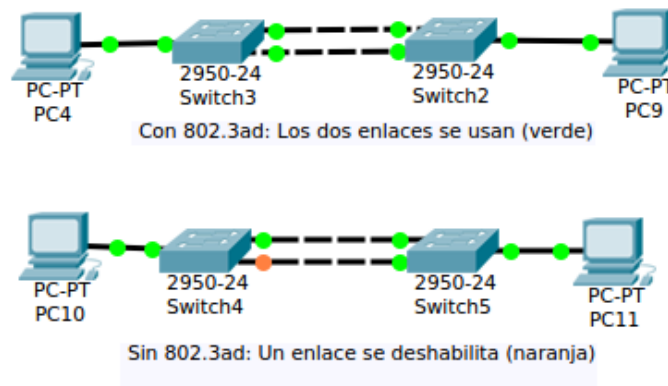 PC-PT
PC4
2950-24
Switch3
2950-24
Switch2
PC-PT
PC9
Con 802.3ad: Los dos enlaces se usan (verde)
PC-PT
PC10
2950-24
Switch4
2950-24
Switch5
PC-PT
PC11
Sin 802.3ad: Un enlace se deshabilita (naranja)